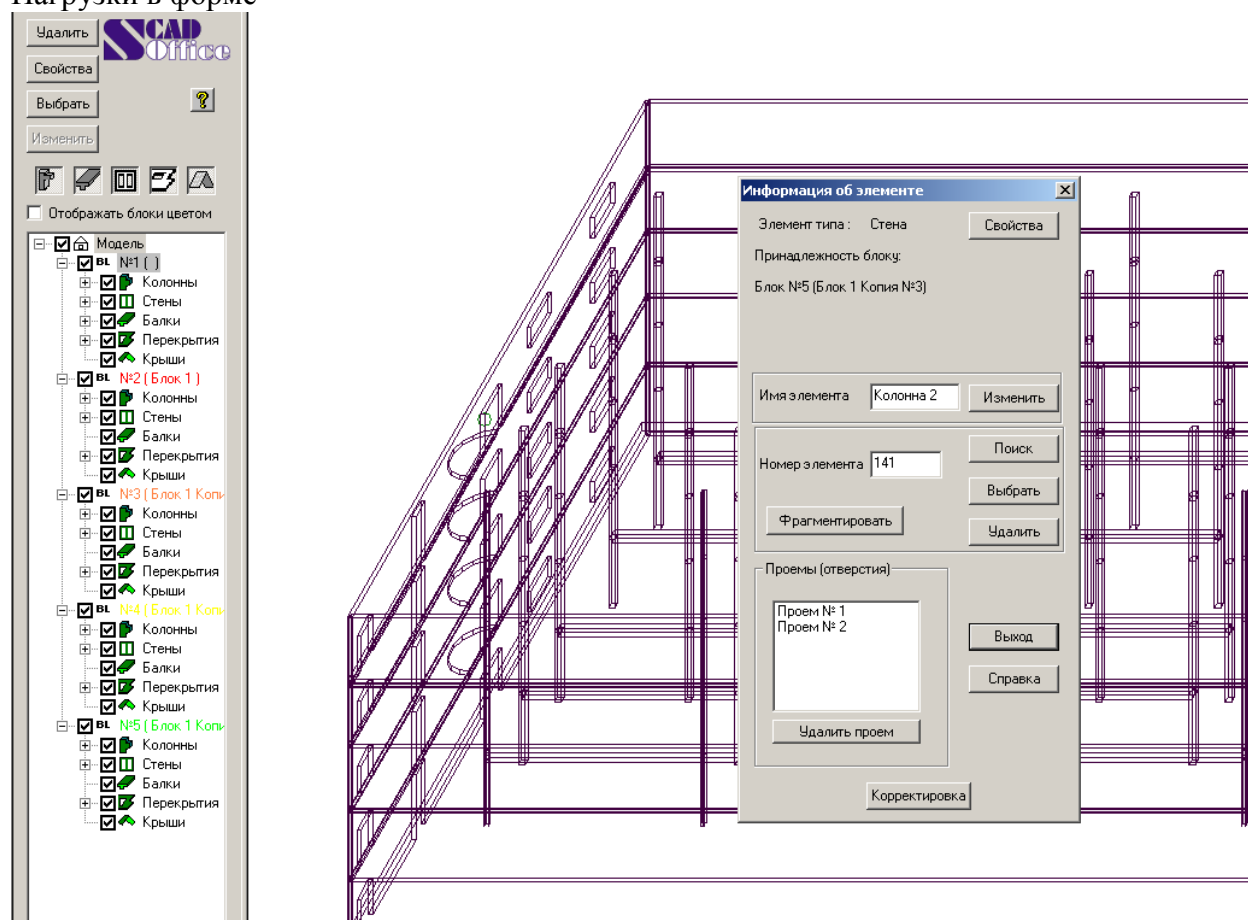 Нагрузки в форме
Удалить
SCAD
Office
Свойства
Выбрать
Изменить
Отображать блоки цветом
Модель
BL №1 ( )
Колонны
Стены
Балки
Перекрытия
Крыши
BL №2 ( Блок 1 )
Колонны
Стены
Балки
Перекрытия
Крыши
BL №3 ( Блок 1 Копи
Колонны
Стены
Балки
Перекрытия
Крыши
BL №4 ( Блок 1 Копи
Колонны
Стены
Балки
Перекрытия
Крыши
BL №5 ( Блок 1 Копи
Колонны
Стены
Балки
Перекрытия
Крыши
Информация об элементе
Элемент типа : Стена
Свойства
Принадлежность блоку:
Блок №5 (Блок 1 Копия №3)
Имя элемента Колонна 2 Изменить
Поиск
Номер элемента 141
Выбрать
Фрагментировать
Удалить
Проемы (отверстия)
Проем № 1
Проем № 2
Выход
Справка
Удалить проем
Корректировка